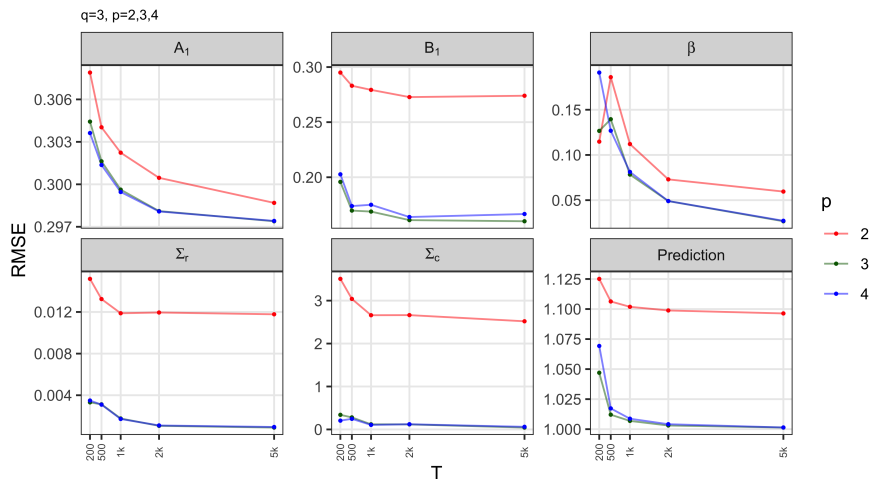 q=3, p=2,3,4
A₁
B₁
β
0.306
0.303
0.300
0.297
0.30
0.25
0.20
0.15
0.10
0.05
Σᵣ
Σ_c
Prediction
0.012
0.008
0.004
3
2
1
0
1.125
1.100
1.075
1.050
1.025
1.000
200
500
1k
2k
5k
200
500
1k
2k
5k
200
500
1k
2k
5k
RMSE
T
p
2
3
4